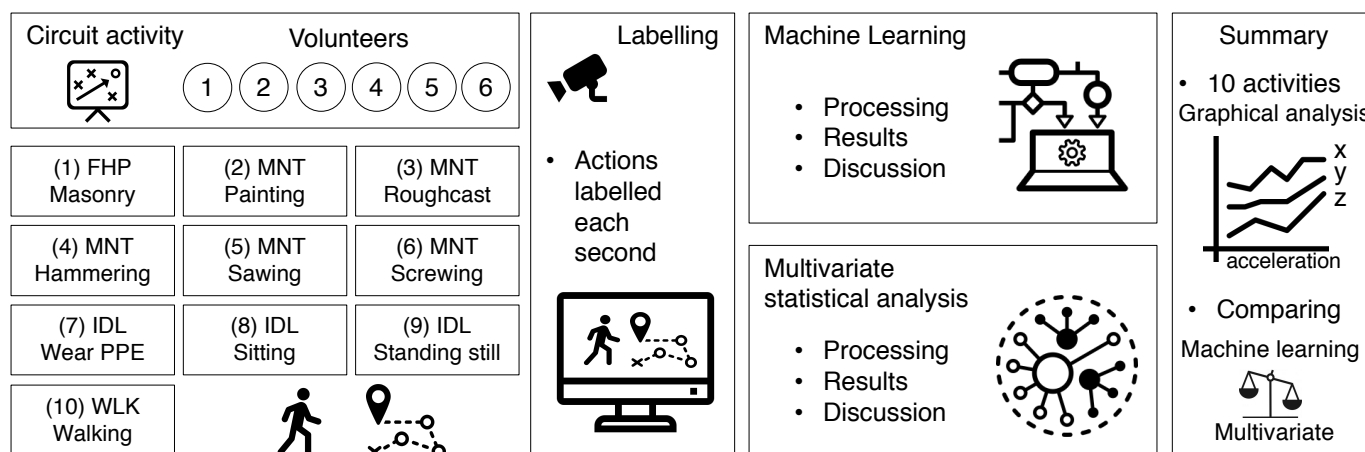 Circuit activity
Volunteers
1 2 3 4 5 6
(1) FHP
Masonry
(2) MNT
Painting
(3) MNT
Roughcast
(4) MNT
Hammering
(5) MNT
Sawing
(6) MNT
Screwing
(7) IDL
Wear PPE
(8) IDL
Sitting
(9) IDL
Standing still
(10) WLK
Walking
Labelling
• Actions
labelled
each
second
Machine Learning
• Processing
• Results
• Discussion
Multivariate
statistical analysis
• Processing
• Results
• Discussion
Summary
• 10 activities
Graphical analysis
x
y
z
acceleration
• Comparing
Machine learning
Multivariate